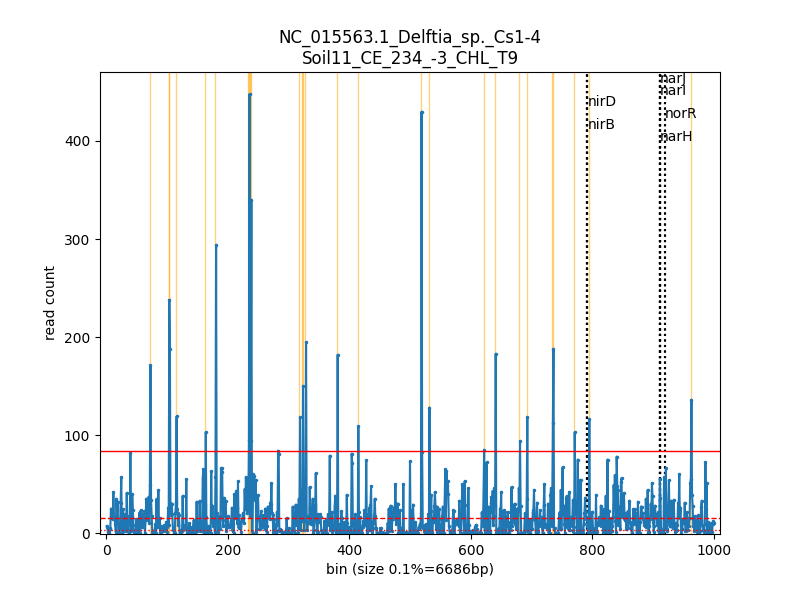 NC_015563.1_Delftia_sp._Cs1-4
Soil11_CE_234_-3_CHL_T9
narJ
narI
nirD
norR
nirB
narH
400
300
200
100
0
read count
0 200 400 600 800 1000
bin (size 0.1%=6686bp)